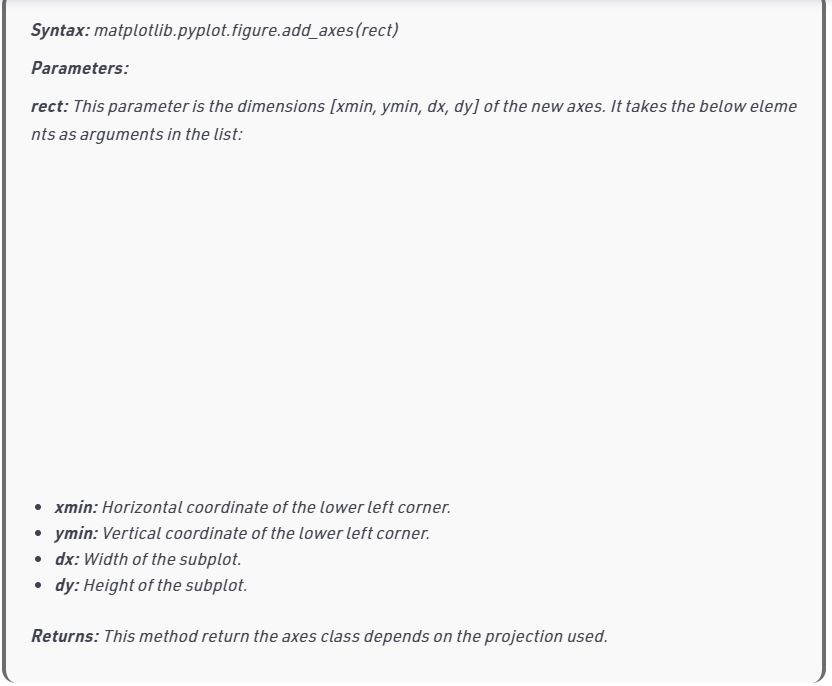 Syntax: matplotlib.pyplot.figure.add_axes(rect)
Parameters:
rect: This parameter is the dimensions [xmin, ymin, dx, dy] of the new axes. It takes the below eleme
nts as arguments in the list:
• xmin: Horizontal coordinate of the lower left corner.
• ymin: Vertical coordinate of the lower left corner.
• dx: Width of the subplot.
• dy: Height of the subplot.
Returns: This method return the axes class depends on the projection used.